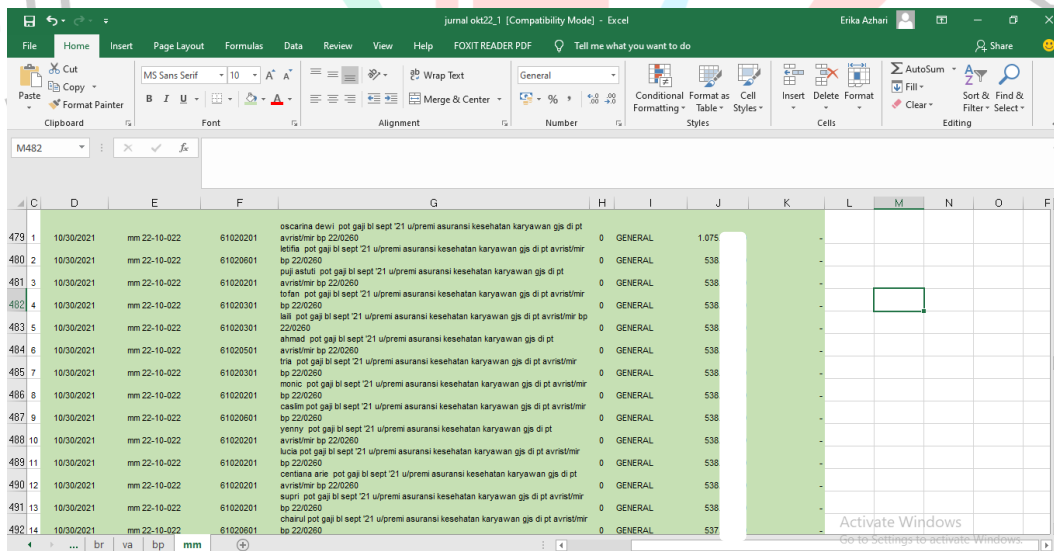 jurnal okt22_1 [Compatibility Mode] - Excel
Erika Azhari
File Home Insert Page Layout Formulas Data Review View Help FOXIT READER PDF Tell me what you want to do Share
Paste
Cut
Copy
Format Painter
MS Sans Serif 10
B I U
Wrap Text
Merge & Center
General
Conditional Formatting
Format as Table
Cell Styles
Insert Delete Format
AutoSum
Fill
Clear
Sort & Filter
Find & Select
Clipboard Font Alignment Number Styles Cells Editing
M482 fx
C D E F G H I J K L M N O
479 1 10/30/2021 mm 22-10-022 61020201 oscarina dewi pot gaji bl sept '21 u/premi asuransi kesehatan karyawan gjs di pt avrist/mir bp 22/0260 0 GENERAL 1.075 -
480 2 10/30/2021 mm 22-10-022 61020601 letifia pot gaji bl sept '21 u/premi asuransi kesehatan karyawan gjs di pt avrist/mir bp 22/0260 0 GENERAL 538 -
481 3 10/30/2021 mm 22-10-022 61020201 puji astuti pot gaji bl sept '21 u/premi asuransi kesehatan karyawan gjs di pt avrist/mir bp 22/0260 0 GENERAL 538 -
482 4 10/30/2021 mm 22-10-022 61020301 tofan pot gaji bl sept '21 u/premi asuransi kesehatan karyawan gjs di pt avrist/mir bp 22/0260 0 GENERAL 538 -
483 5 10/30/2021 mm 22-10-022 61020301 laili pot gaji bl sept '21 u/premi asuransi kesehatan karyawan gjs di pt avrist/mir bp 22/0260 0 GENERAL 538 -
484 6 10/30/2021 mm 22-10-022 61020501 ahmad pot gaji bl sept '21 u/premi asuransi kesehatan karyawan gjs di pt avrist/mir bp 22/0260 0 GENERAL 538 -
485 7 10/30/2021 mm 22-10-022 61020301 tria pot gaji bl sept '21 u/premi asuransi kesehatan karyawan gjs di pt avrist/mir bp 22/0260 0 GENERAL 538 -
486 8 10/30/2021 mm 22-10-022 61020201 monic pot gaji bl sept '21 u/premi asuransi kesehatan karyawan gjs di pt avrist/mir bp 22/0260 0 GENERAL 538 -
487 9 10/30/2021 mm 22-10-022 61020601 caslim pot gaji bl sept '21 u/premi asuransi kesehatan karyawan gjs di pt avrist/mir bp 22/0260 0 GENERAL 538 -
488 10 10/30/2021 mm 22-10-022 61020201 yenny pot gaji bl sept '21 u/premi asuransi kesehatan karyawan gjs di pt avrist/mir bp 22/0260 0 GENERAL 538 -
489 11 10/30/2021 mm 22-10-022 61020201 lucia pot gaji bl sept '21 u/premi asuransi kesehatan karyawan gjs di pt avrist/mir bp 22/0260 0 GENERAL 538 -
490 12 10/30/2021 mm 22-10-022 61020201 centiana arie pot gaji bl sept '21 u/premi asuransi kesehatan karyawan gjs di pt avrist/mir bp 22/0260 0 GENERAL 538 -
491 13 10/30/2021 mm 22-10-022 61020201 supri pot gaji bl sept '21 u/premi asuransi kesehatan karyawan gjs di pt avrist/mir bp 22/0260 0 GENERAL 538 -
492 14 10/30/2021 mm 22-10-022 61020601 chairul pot gaji bl sept '21 u/premi asuransi kesehatan karyawan gjs di pt avrist/mir bp 22/0260 0 GENERAL 537 -
Activate Windows
Go to Settings to activate Windows.
... br va bp mm